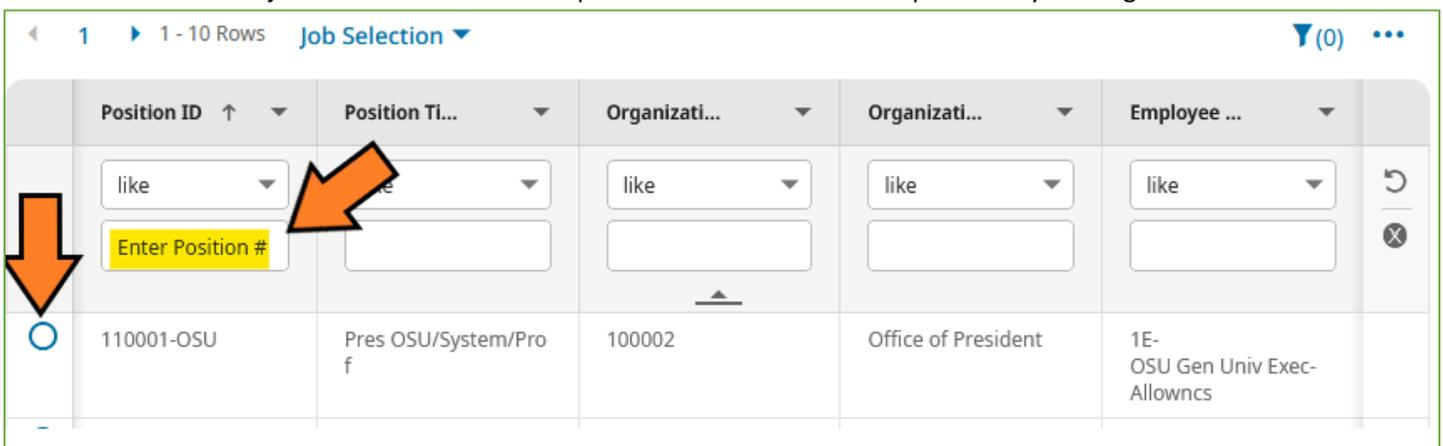 1 1 - 10 Rows Job Selection (0) •••
Position ID ↑ Position Ti... Organizati... Organizati... Employee ...
like like like like
Enter Position #
110001-OSU Pres OSU/System/Pro 100002 Office of President 1E-
f OSU Gen Univ Exec-
Allowncs